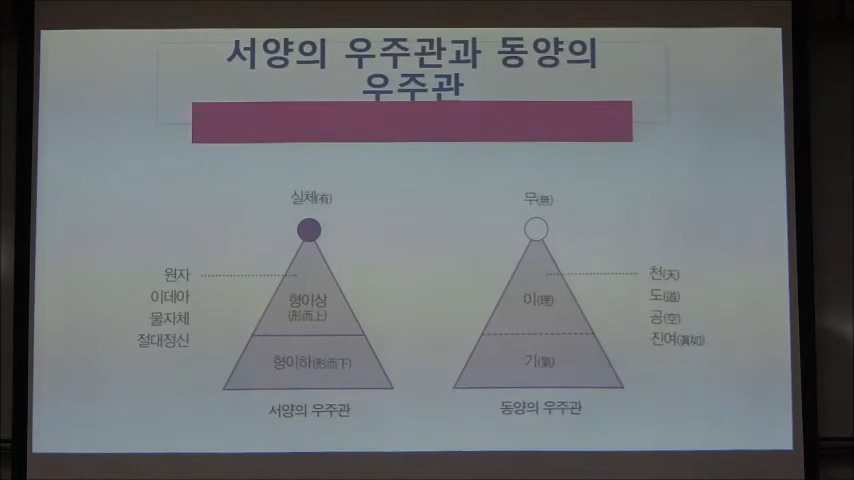 서양의 우주관과 동양의
우주관
실체(有)
무(無)
원자
이데아
물자체
절대정신
형이상
(形而上)
형이하(形而下)
서양의 우주관
이(理)
기(氣)
천(天)
도(道)
공(空)
진여(眞如)
동양의 우주관